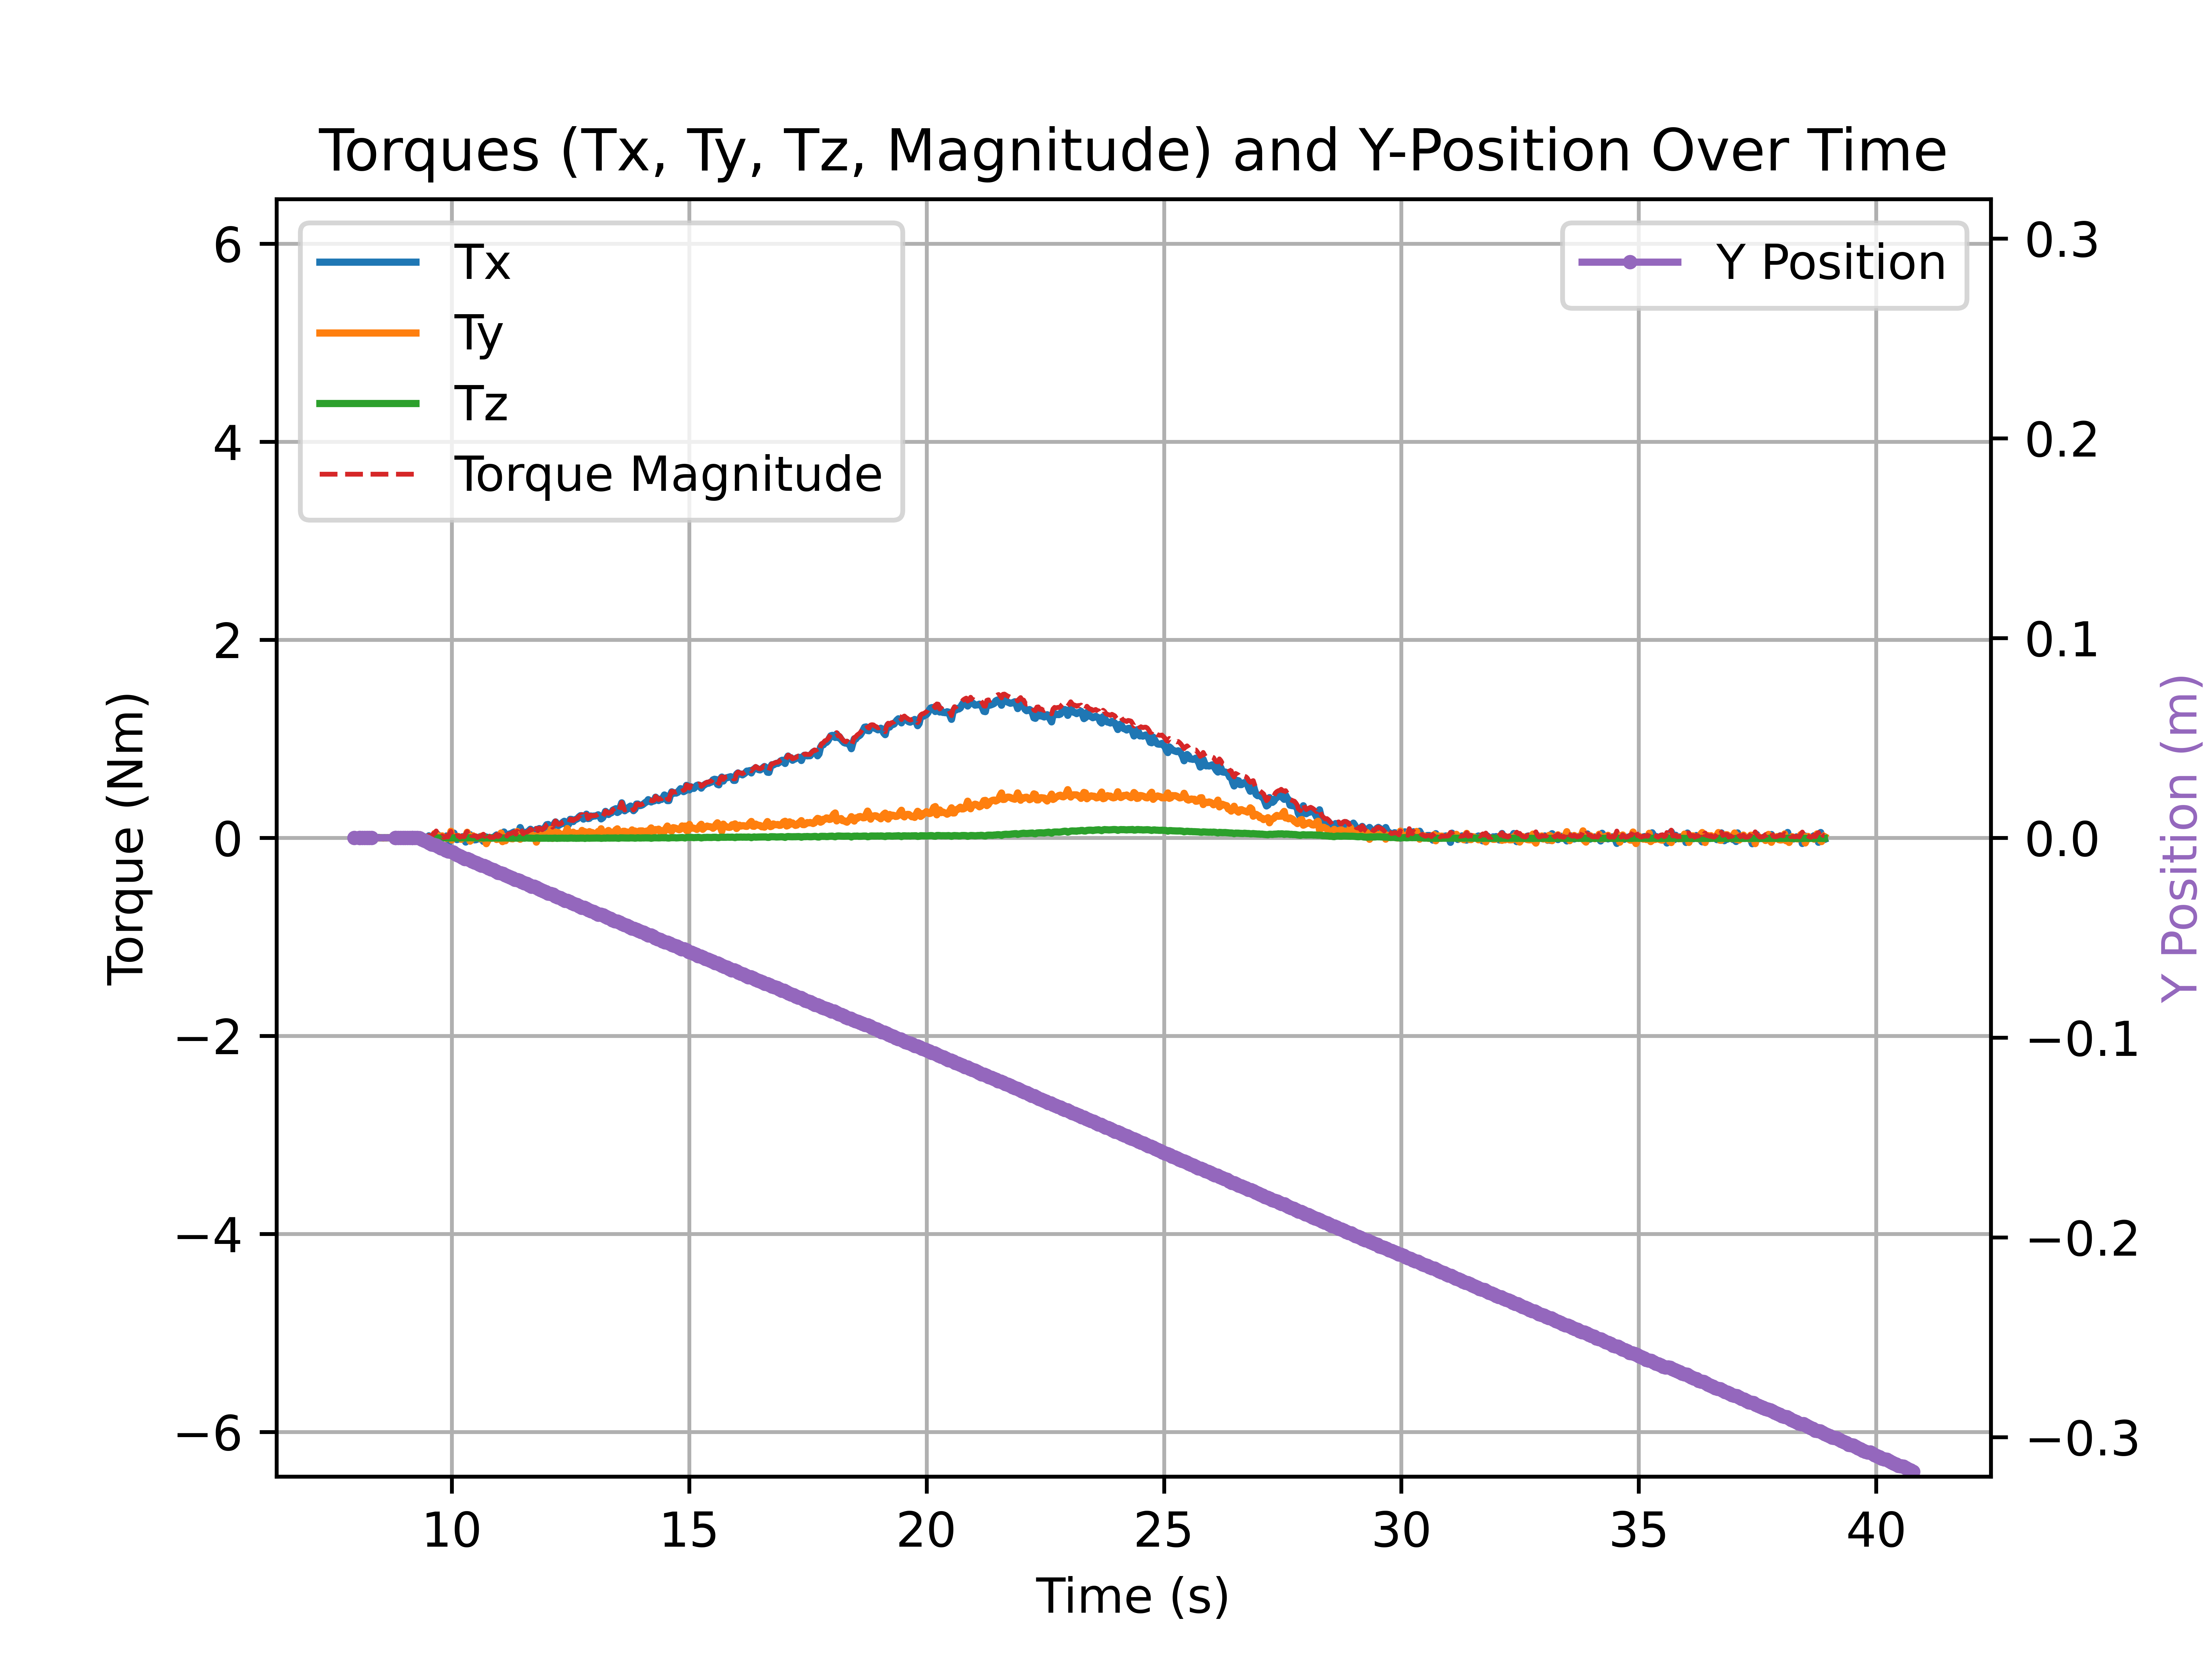 Torques (Tx, Ty, Tz, Magnitude) and Y-Position Over Time
Tx
Ty
Tz
Torque Magnitude
Y Position
Torque (Nm)
6
4
2
0
−2
−4
−6
0.3
0.2
0.1
0.0
−0.1
−0.2
−0.3
Y Position (m)
10 15 20 25 30 35 40
Time (s)